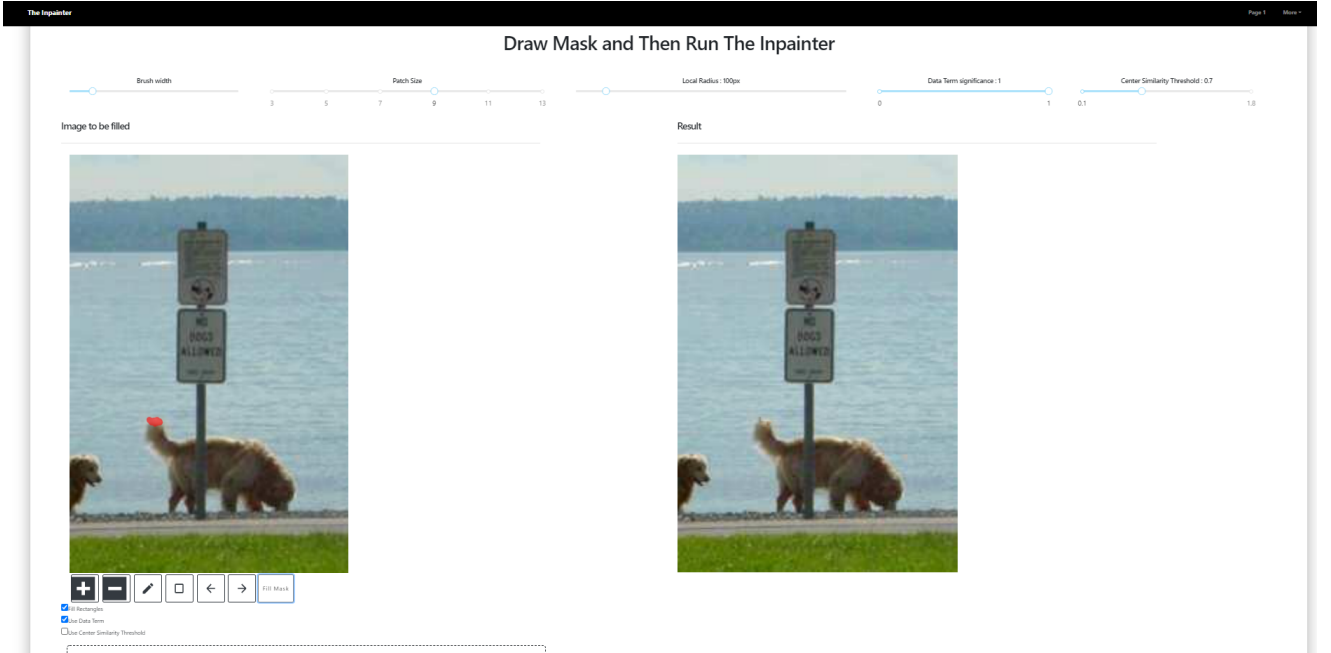 The Inpainter
Page 1 More
Draw Mask and Then Run The Inpainter
Brush width
Patch Size
Local Radius : 100px
Data Term significance : 1
Center Similarity Threshold : 0.7
3 5 7 9 11 13
0 1
0.1 1.8
Image to be filled
Result
NO
DOGS
ALLOWED
NO
DOGS
ALLOWED
Fill Mask
Fill Rectangles
Use Data Term
Use Center Similarity Threshold